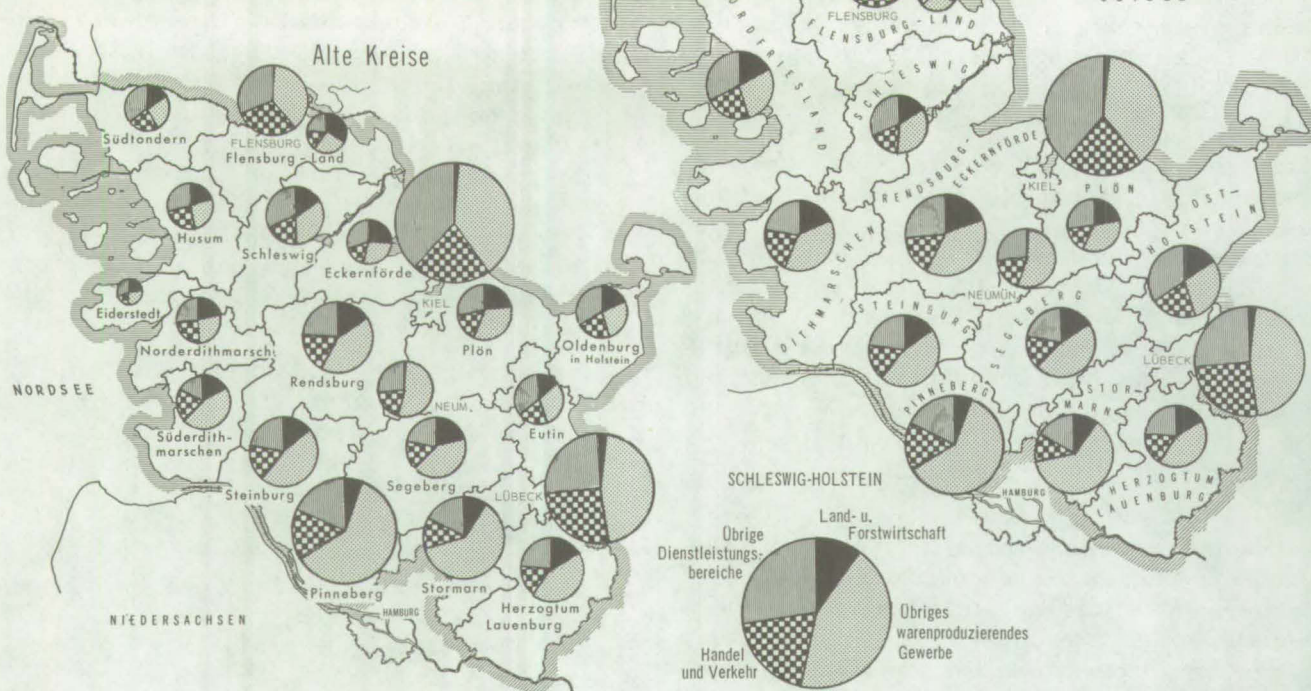 Alte Kreise
Südtondern
FLENSBURG
Flensburg-Land
Husum
Schleswig
Eckernförde
Eiderstedt
KIEL
Norderdithmarsch.
Plön
Oldenburg
in Holstein
Rendsburg
NORDSEE
NEUM.
Eutin
Süderdith-
marschen
Steinburg
Segeberg
LÜBECK
Pinneberg
Stormarn
Herzogtum
Lauenburg
HAMBURG
NIEDERSACHSEN
FLENSBURG
FLENSBURG-LAND
SCHLESWIG
RENDSBURG-
ECKERNFÖRDE
KIEL
PLÖN
OST-
HOLSTEIN
DITHMARSCHEN
NEUMÜN.
STEINBURG
SEGEBERG
LÜBECK
PINNEBERG
STOR-
MARN
HERZOGTUM
LAUENBURG
HAMBURG
SCHLESWIG-HOLSTEIN
Land- u.
Forstwirtschaft
Übrige
Dienstleistungs-
bereiche
Übriges
warenproduzierendes
Gewerbe
Handel
und Verkehr